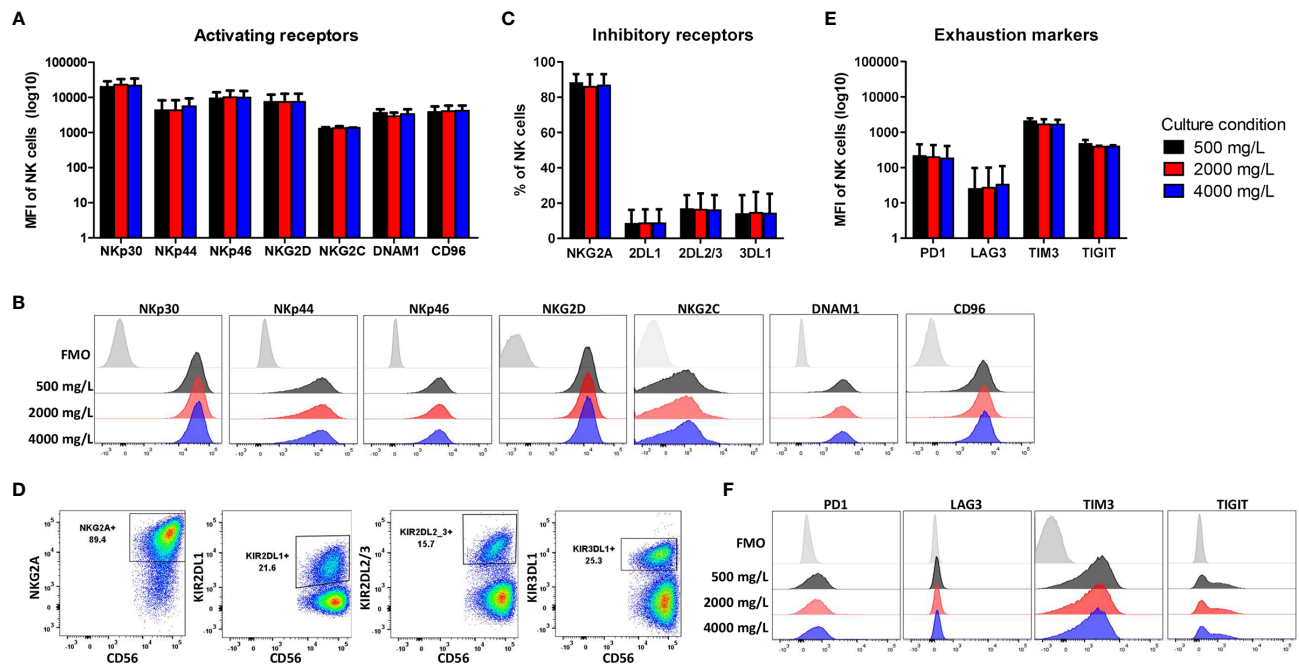 A
Activating receptors
MFI of NK cells (log10)
100000
10000
1000
100
10
1
NKp30 NKp44 NKp46 NKG2D NKG2C DNAM1 CD96
C
Inhibitory receptors
% of NK cells
100
80
60
40
20
0
NKG2A 2DL1 2DL2/3 3DL1
E
Exhaustion markers
MFI of NK cells (log10)
100000
10000
1000
100
10
1
PD1 LAG3 TIM3 TIGIT
Culture condition
500 mg/L
2000 mg/L
4000 mg/L
B
NKp30 NKp44 NKp46 NKG2D NKG2C DNAM1 CD96
FMO
500 mg/L
2000 mg/L
4000 mg/L
D
NKG2A+
89.4
NKG2A
CD56
KIR2DL1+
21.6
KIR2DL1
CD56
KIR2DL2_3+
15.7
KIR2DL2/3
CD56
KIR3DL1+
25.3
KIR3DL1
CD56
F
PD1 LAG3 TIM3 TIGIT
FMO
500 mg/L
2000 mg/L
4000 mg/L